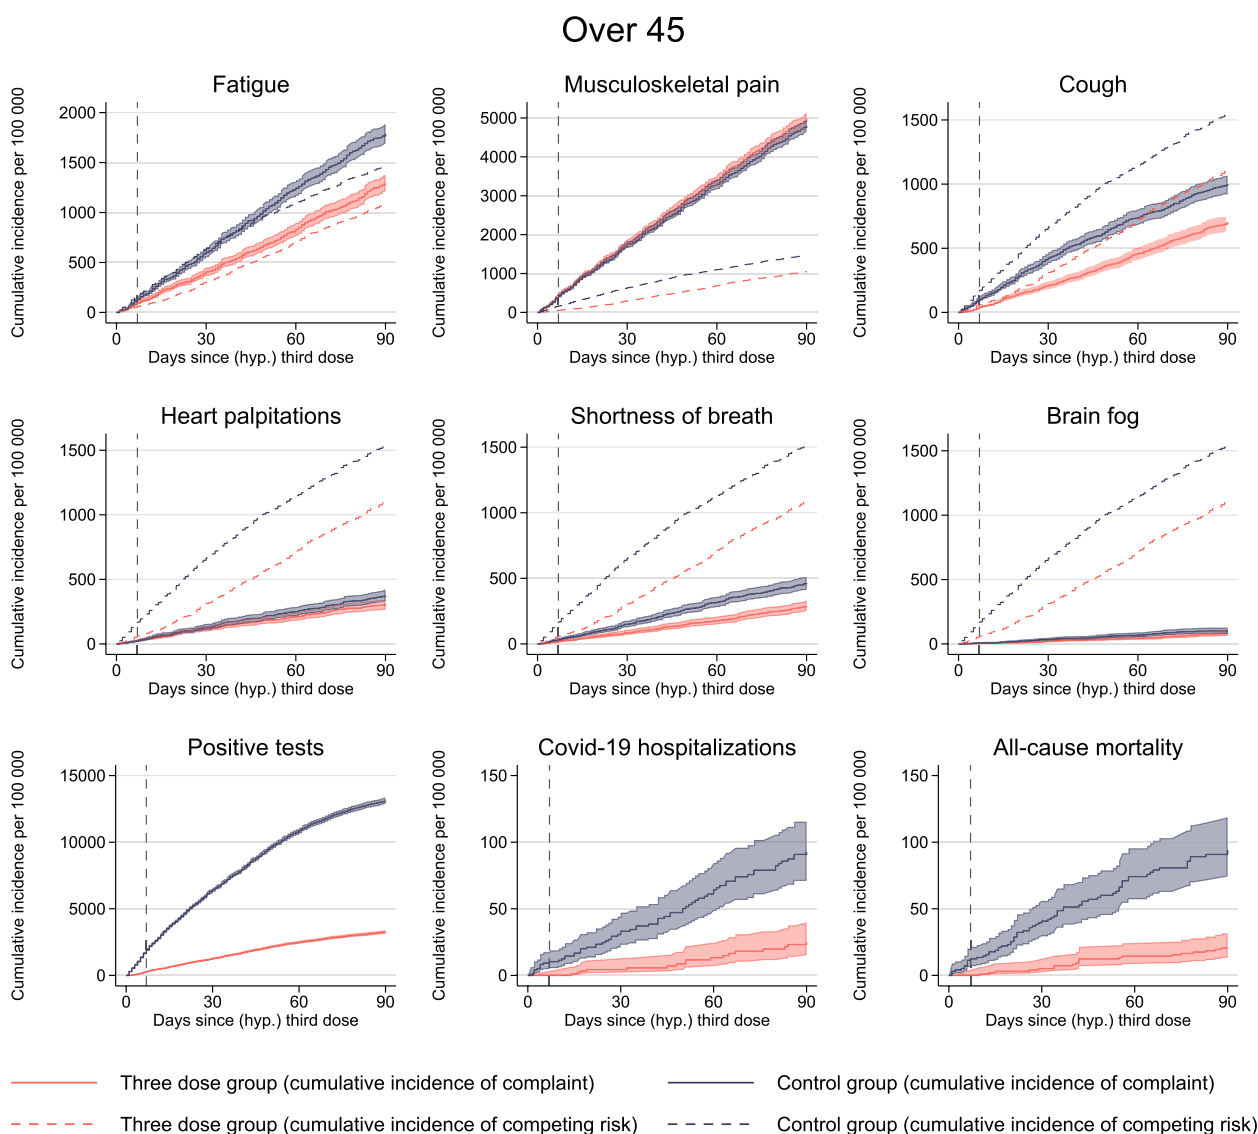 Over 45
Fatigue
Cumulative incidence per 100 000
2000
1500
1000
500
0
0 30 60 90
Days since (hyp.) third dose
Musculoskeletal pain
Cumulative incidence per 100 000
5000
4000
3000
2000
1000
0
0 30 60 90
Days since (hyp.) third dose
Cough
Cumulative incidence per 100 000
1500
1000
500
0
0 30 60 90
Days since (hyp.) third dose
Heart palpitations
Cumulative incidence per 100 000
1500
1000
500
0
0 30 60 90
Days since (hyp.) third dose
Shortness of breath
Cumulative incidence per 100 000
1500
1000
500
0
0 30 60 90
Days since (hyp.) third dose
Brain fog
Cumulative incidence per 100 000
1500
1000
500
0
0 30 60 90
Days since (hyp.) third dose
Positive tests
Cumulative incidence per 100 000
15000
10000
5000
0
0 30 60 90
Days since (hyp.) third dose
Covid-19 hospitalizations
Cumulative incidence per 100 000
150
100
50
0
0 30 60 90
Days since (hyp.) third dose
All-cause mortality
Cumulative incidence per 100 000
150
100
50
0
0 30 60 90
Days since (hyp.) third dose
Three dose group (cumulative incidence of complaint)
Control group (cumulative incidence of complaint)
Three dose group (cumulative incidence of competing risk)
Control group (cumulative incidence of competing risk)